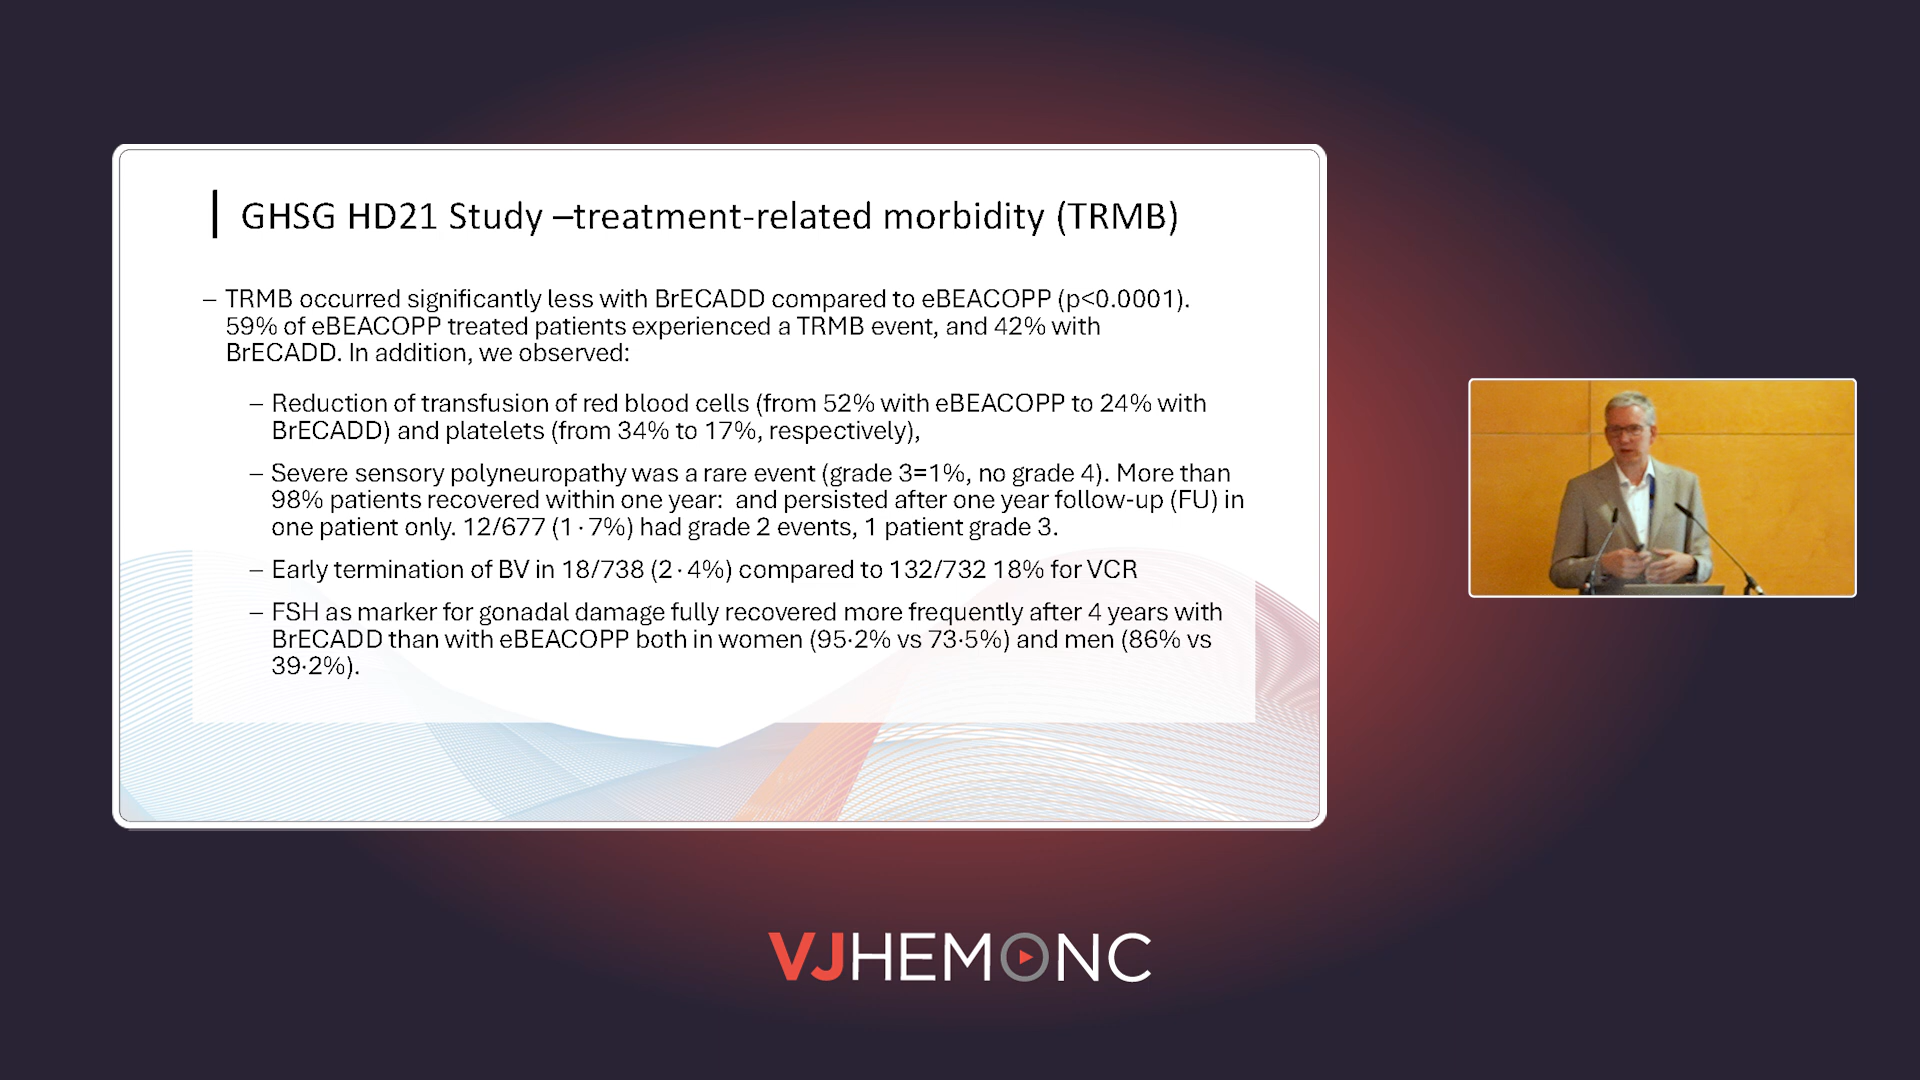 GHSG HD21 Study –treatment-related morbidity (TRMB)
– TRMB occurred significantly less with BrECADD compared to eBEACOPP (p<0.0001).
59% of eBEACOPP treated patients experienced a TRMB event, and 42% with
BrECADD. In addition, we observed:
– Reduction of transfusion of red blood cells (from 52% with eBEACOPP to 24% with
BrECADD) and platelets (from 34% to 17%, respectively),
– Severe sensory polyneuropathy was a rare event (grade 3=1%, no grade 4). More than
98% patients recovered within one year:  and persisted after one year follow-up (FU) in
one patient only. 12/677 (1·7%) had grade 2 events, 1 patient grade 3.
– Early termination of BV in 18/738 (2·4%) compared to 132/732 18% for VCR
– FSH as marker for gonadal damage fully recovered more frequently after 4 years with
BrECADD than with eBEACOPP both in women (95·2% vs 73·5%) and men (86% vs
39·2%).
VJHEMONC